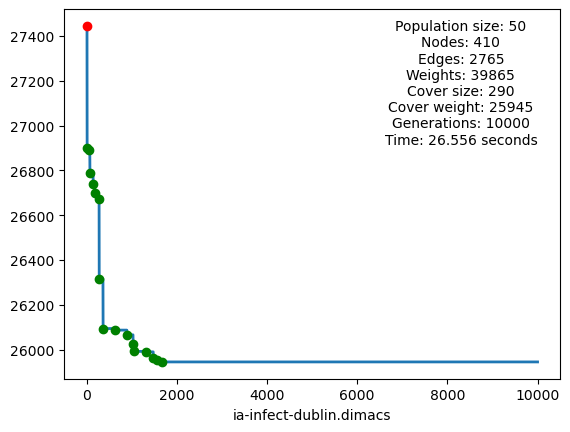 Population size: 50
Nodes: 410
Edges: 2765
Weights: 39865
Cover size: 290
Cover weight: 25945
Generations: 10000
Time: 26.556 seconds
27400
27200
27000
26800
26600
26400
26200
26000
0 2000 4000 6000 8000 10000
ia-infect-dublin.dimacs